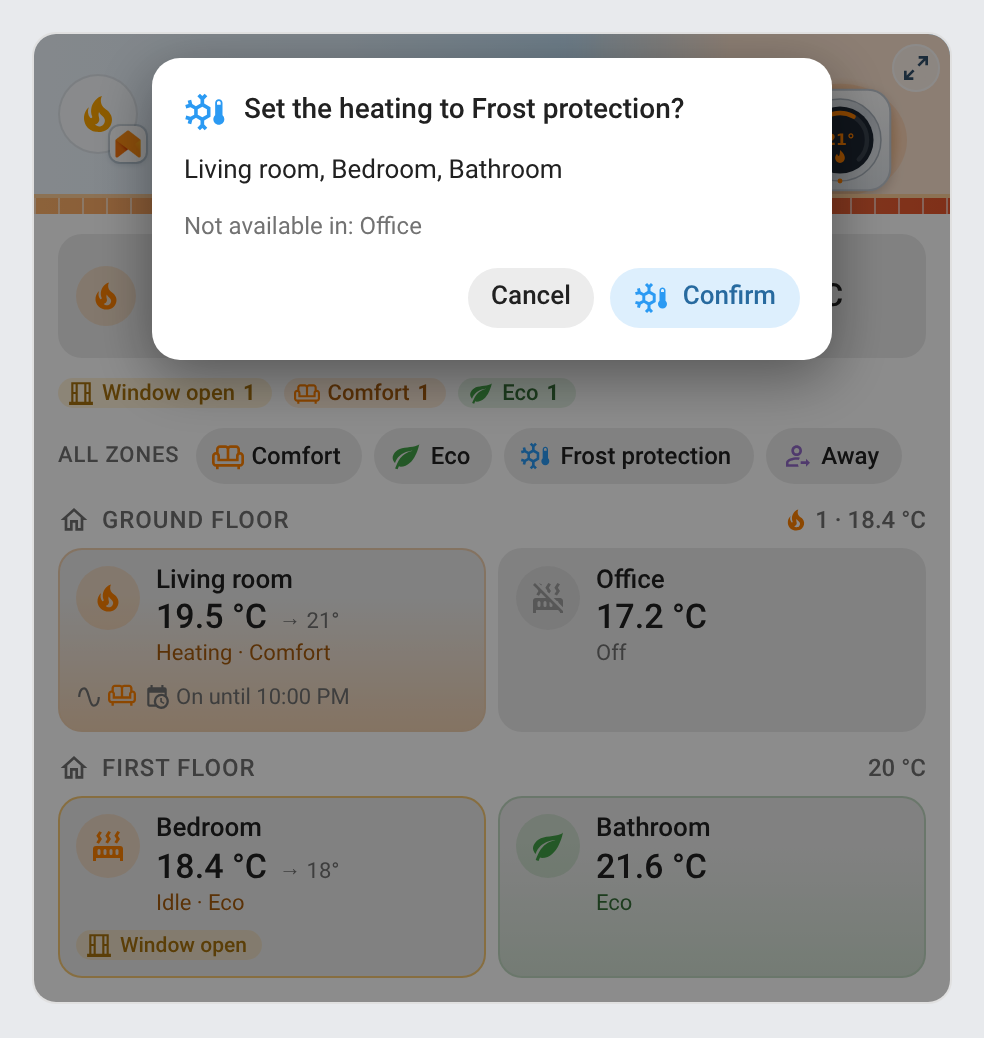 Set the heating to Frost protection?
Living room, Bedroom, Bathroom
Not available in: Office
Cancel
Confirm
21°
C
Window open 1
Comfort 1
Eco 1
ALL ZONES
Comfort
Eco
Frost protection
Away
GROUND FLOOR
1 · 18.4 °C
Living room
19.5 °C → 21°
Heating · Comfort
On until 10:00 PM
Office
17.2 °C
Off
FIRST FLOOR
20 °C
Bedroom
18.4 °C → 18°
Idle · Eco
Window open
Bathroom
21.6 °C
Eco